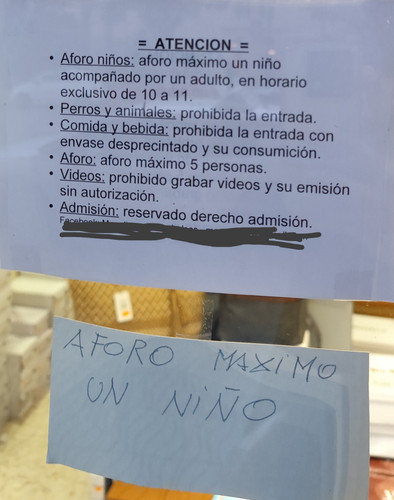 = ATENCION =
• Aforo niños: aforo máximo un niño
acompañado por un adulto, en horario
exclusivo de 10 a 11.
• Perros y animales: prohibida la entrada.
• Comida y bebida: prohibida la entrada con
envase desprecintado y su consumición.
• Aforo: aforo máximo 5 personas.
• Videos: prohibido grabar videos y su emisión
sin autorización.
• Admisión: reservado derecho admisión.
Facebook
AFORO MAXIMO
UN NIÑO